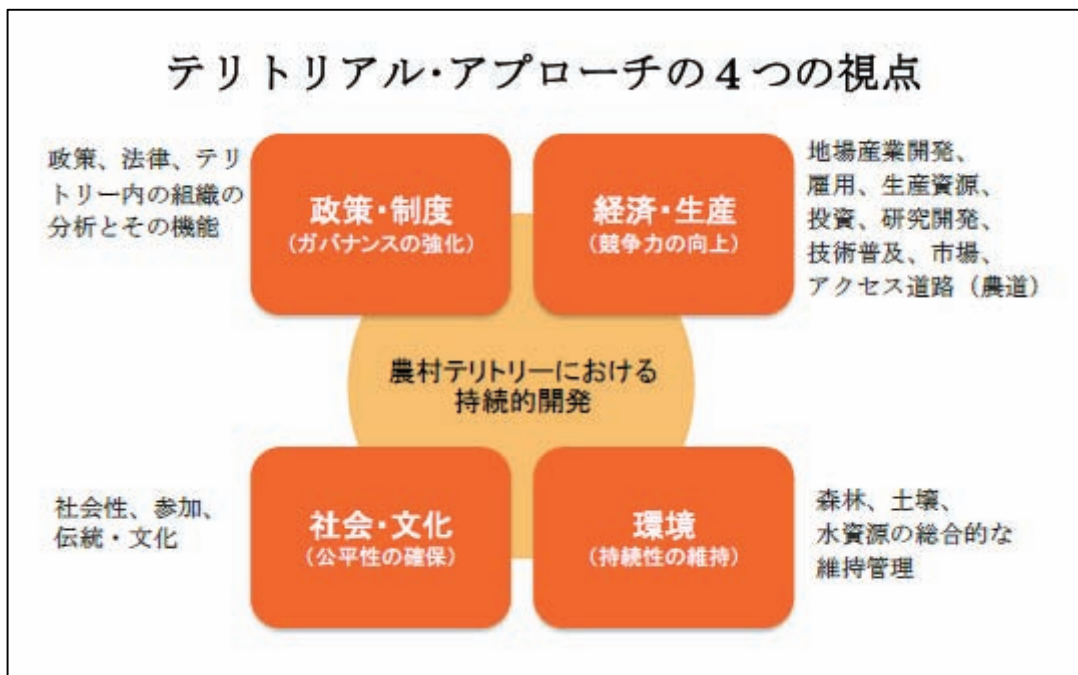 テリトリアル・アプローチの４つの視点
政策、法律、テリ
トリー内の組織の
分析とその機能
政策・制度
(ガバナンスの強化)
経済・生産
(競争力の向上)
地場産業開発、
雇用、生産資源、
投資、研究開発、
技術普及、市場、
アクセス道路（農道）
農村テリトリーにおける
持続的開発
社会性、参加、
伝統・文化
社会・文化
(公平性の確保)
環境
(持続性の維持)
森林、土壌、
水資源の総合的な
維持管理